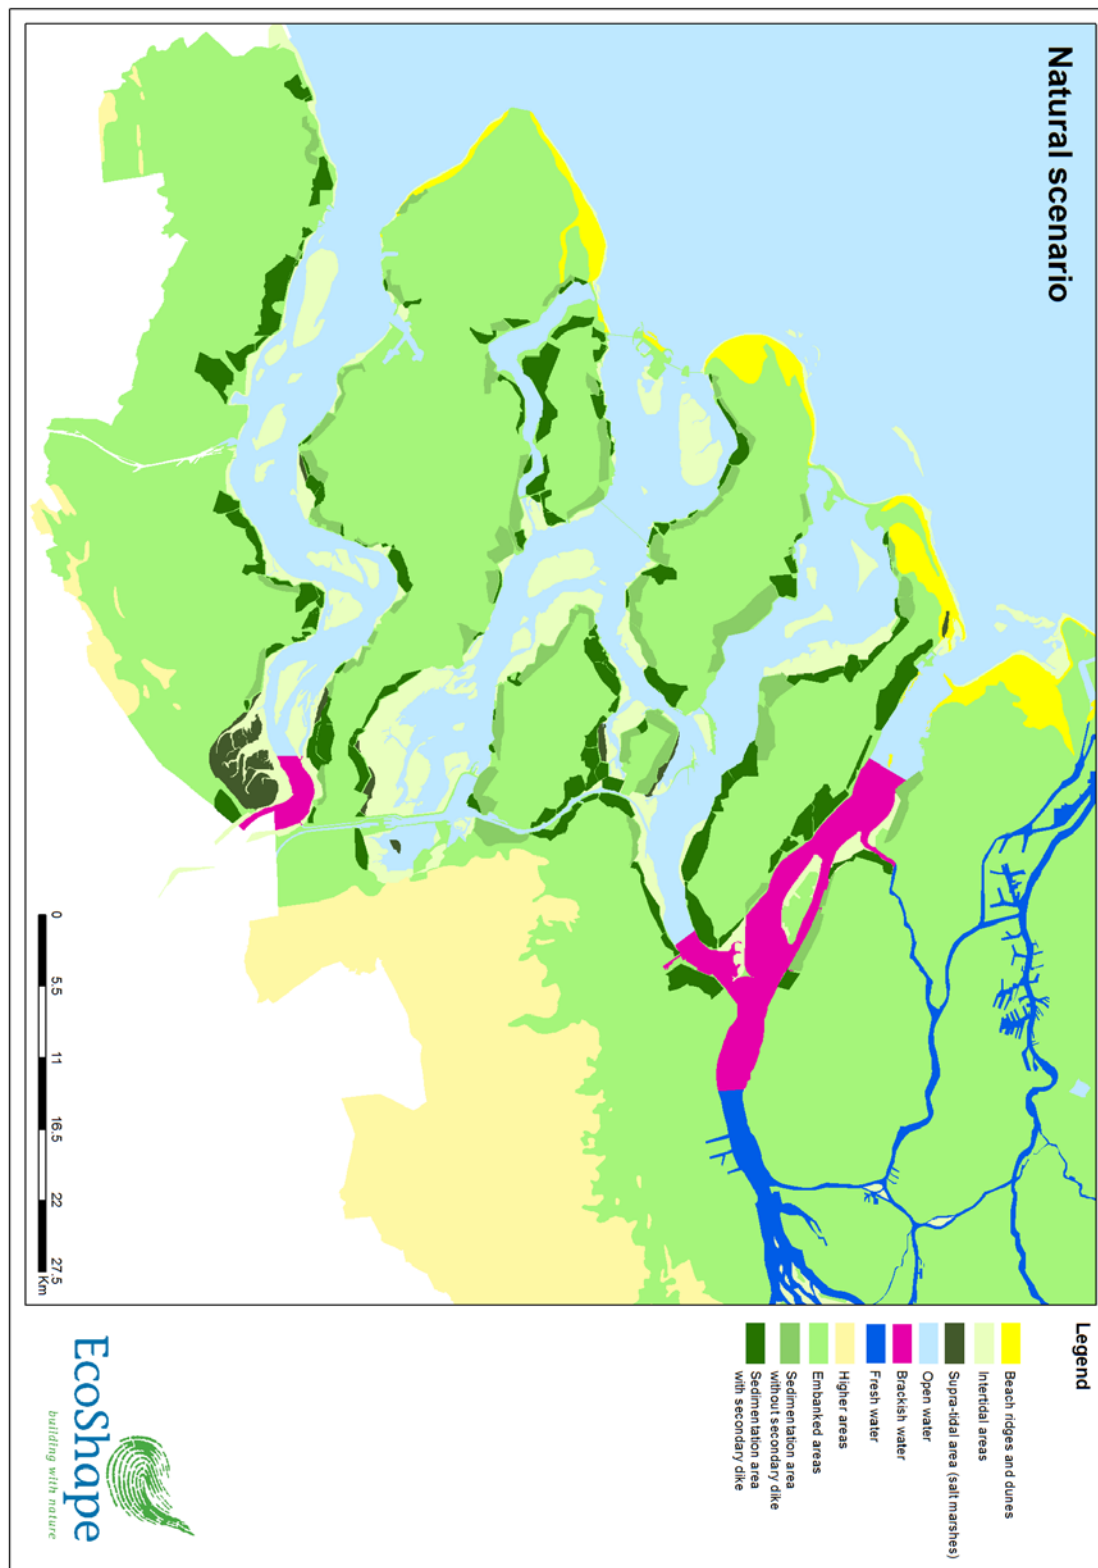 Natural scenario
Legend
Beach ridges and dunes
Intertidal areas
Supra-tidal area (salt marshes)
Open water
Brackish water
Fresh water
Higher areas
Embanked areas
Sedimentation area
without secondary dike
Sedimentation area
with secondary dike
0 5.5 11 16.5 22 27.5
Km
EcoShape
building with nature